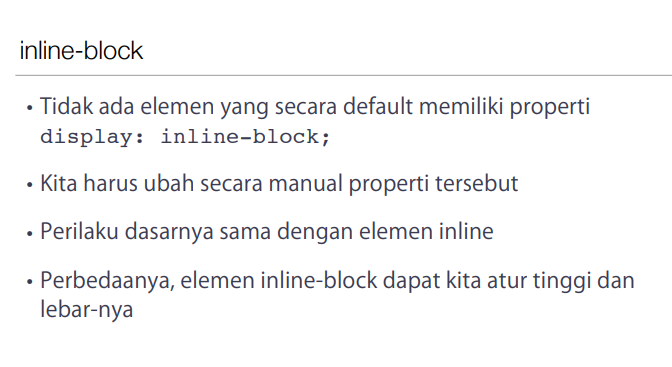 inline-block
• Tidak ada elemen yang secara default memiliki properti
display: inline-block;
• Kita harus ubah secara manual properti tersebut
• Perilaku dasarnya sama dengan elemen inline
• Perbedaanya, elemen inline-block dapat kita atur tinggi dan
lebar-nya